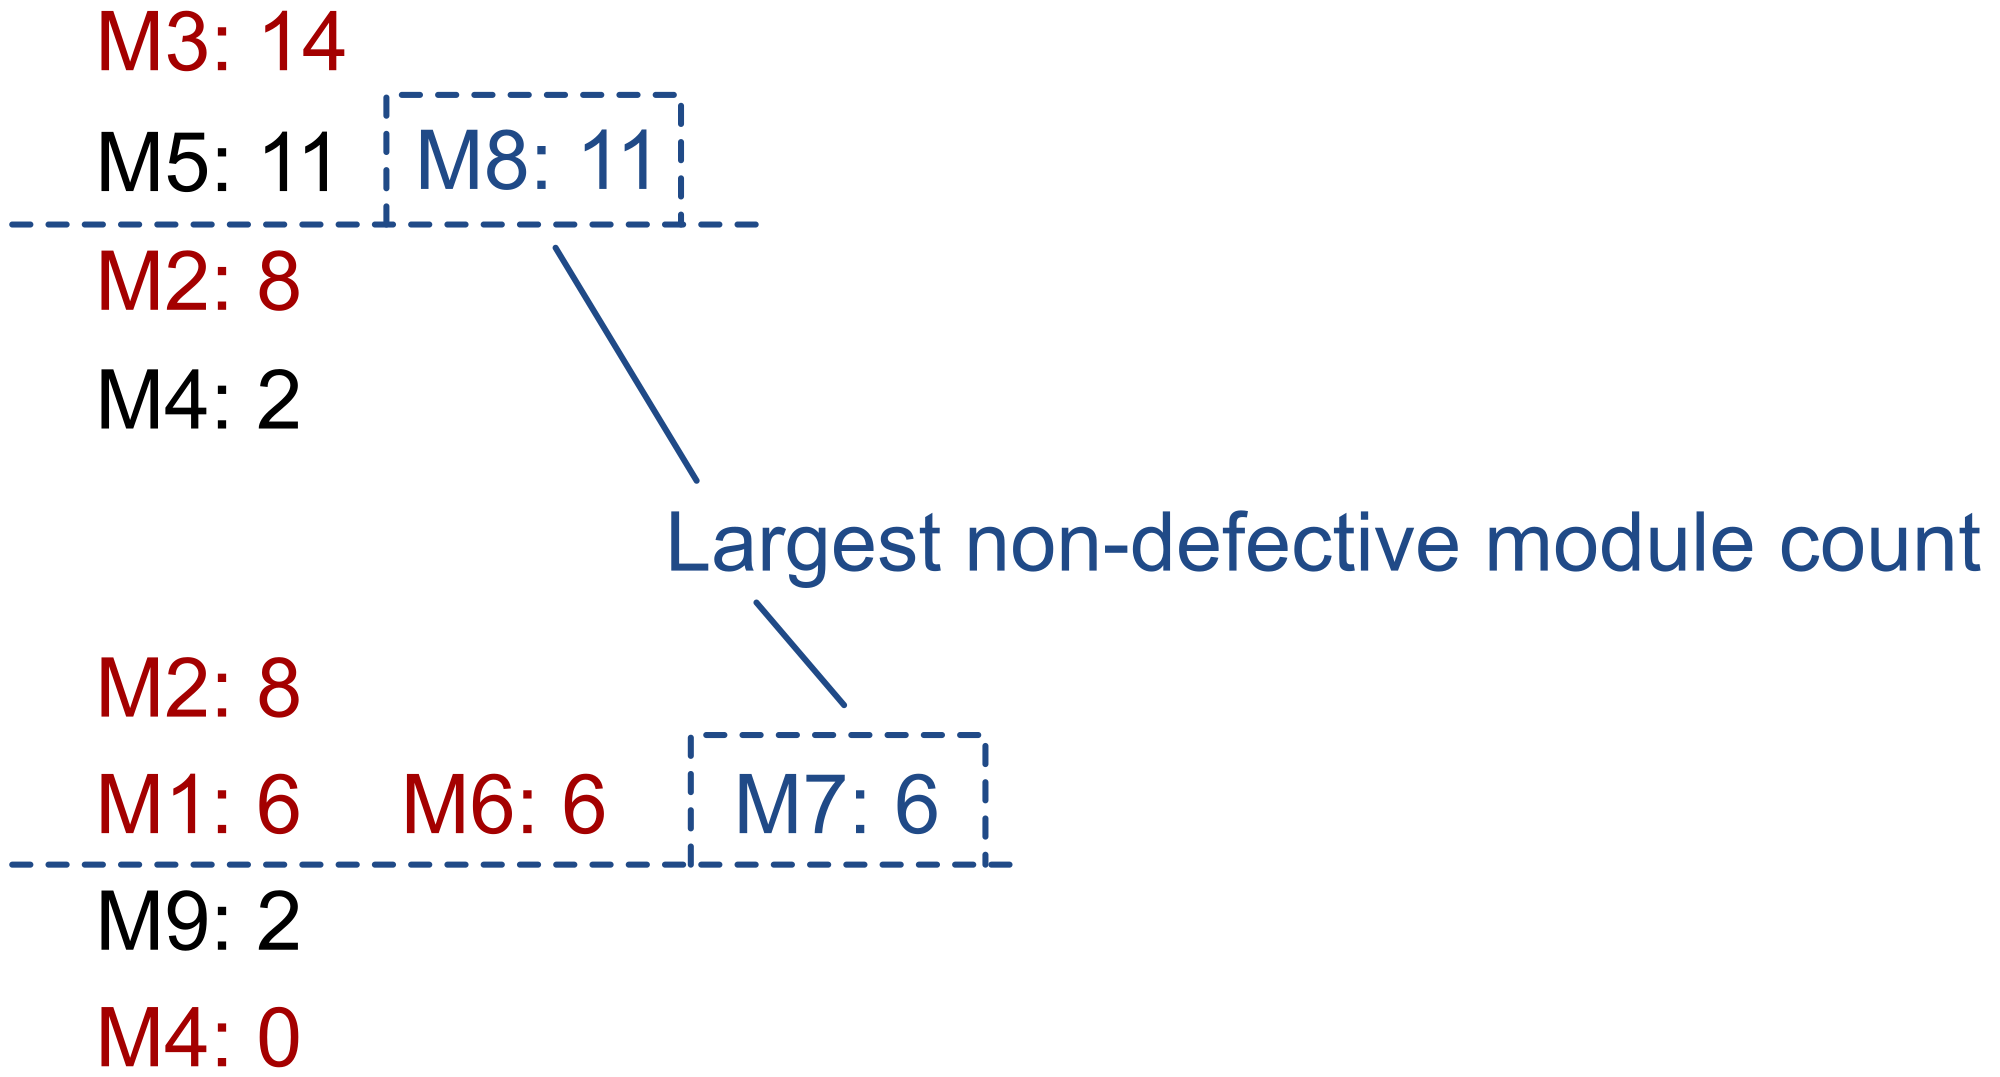 M3: 14
M5: 11 M8: 11
M2: 8
M4: 2
Largest non-defective module count
M2: 8
M1: 6 M6: 6 M7: 6
M9: 2
M4: 0